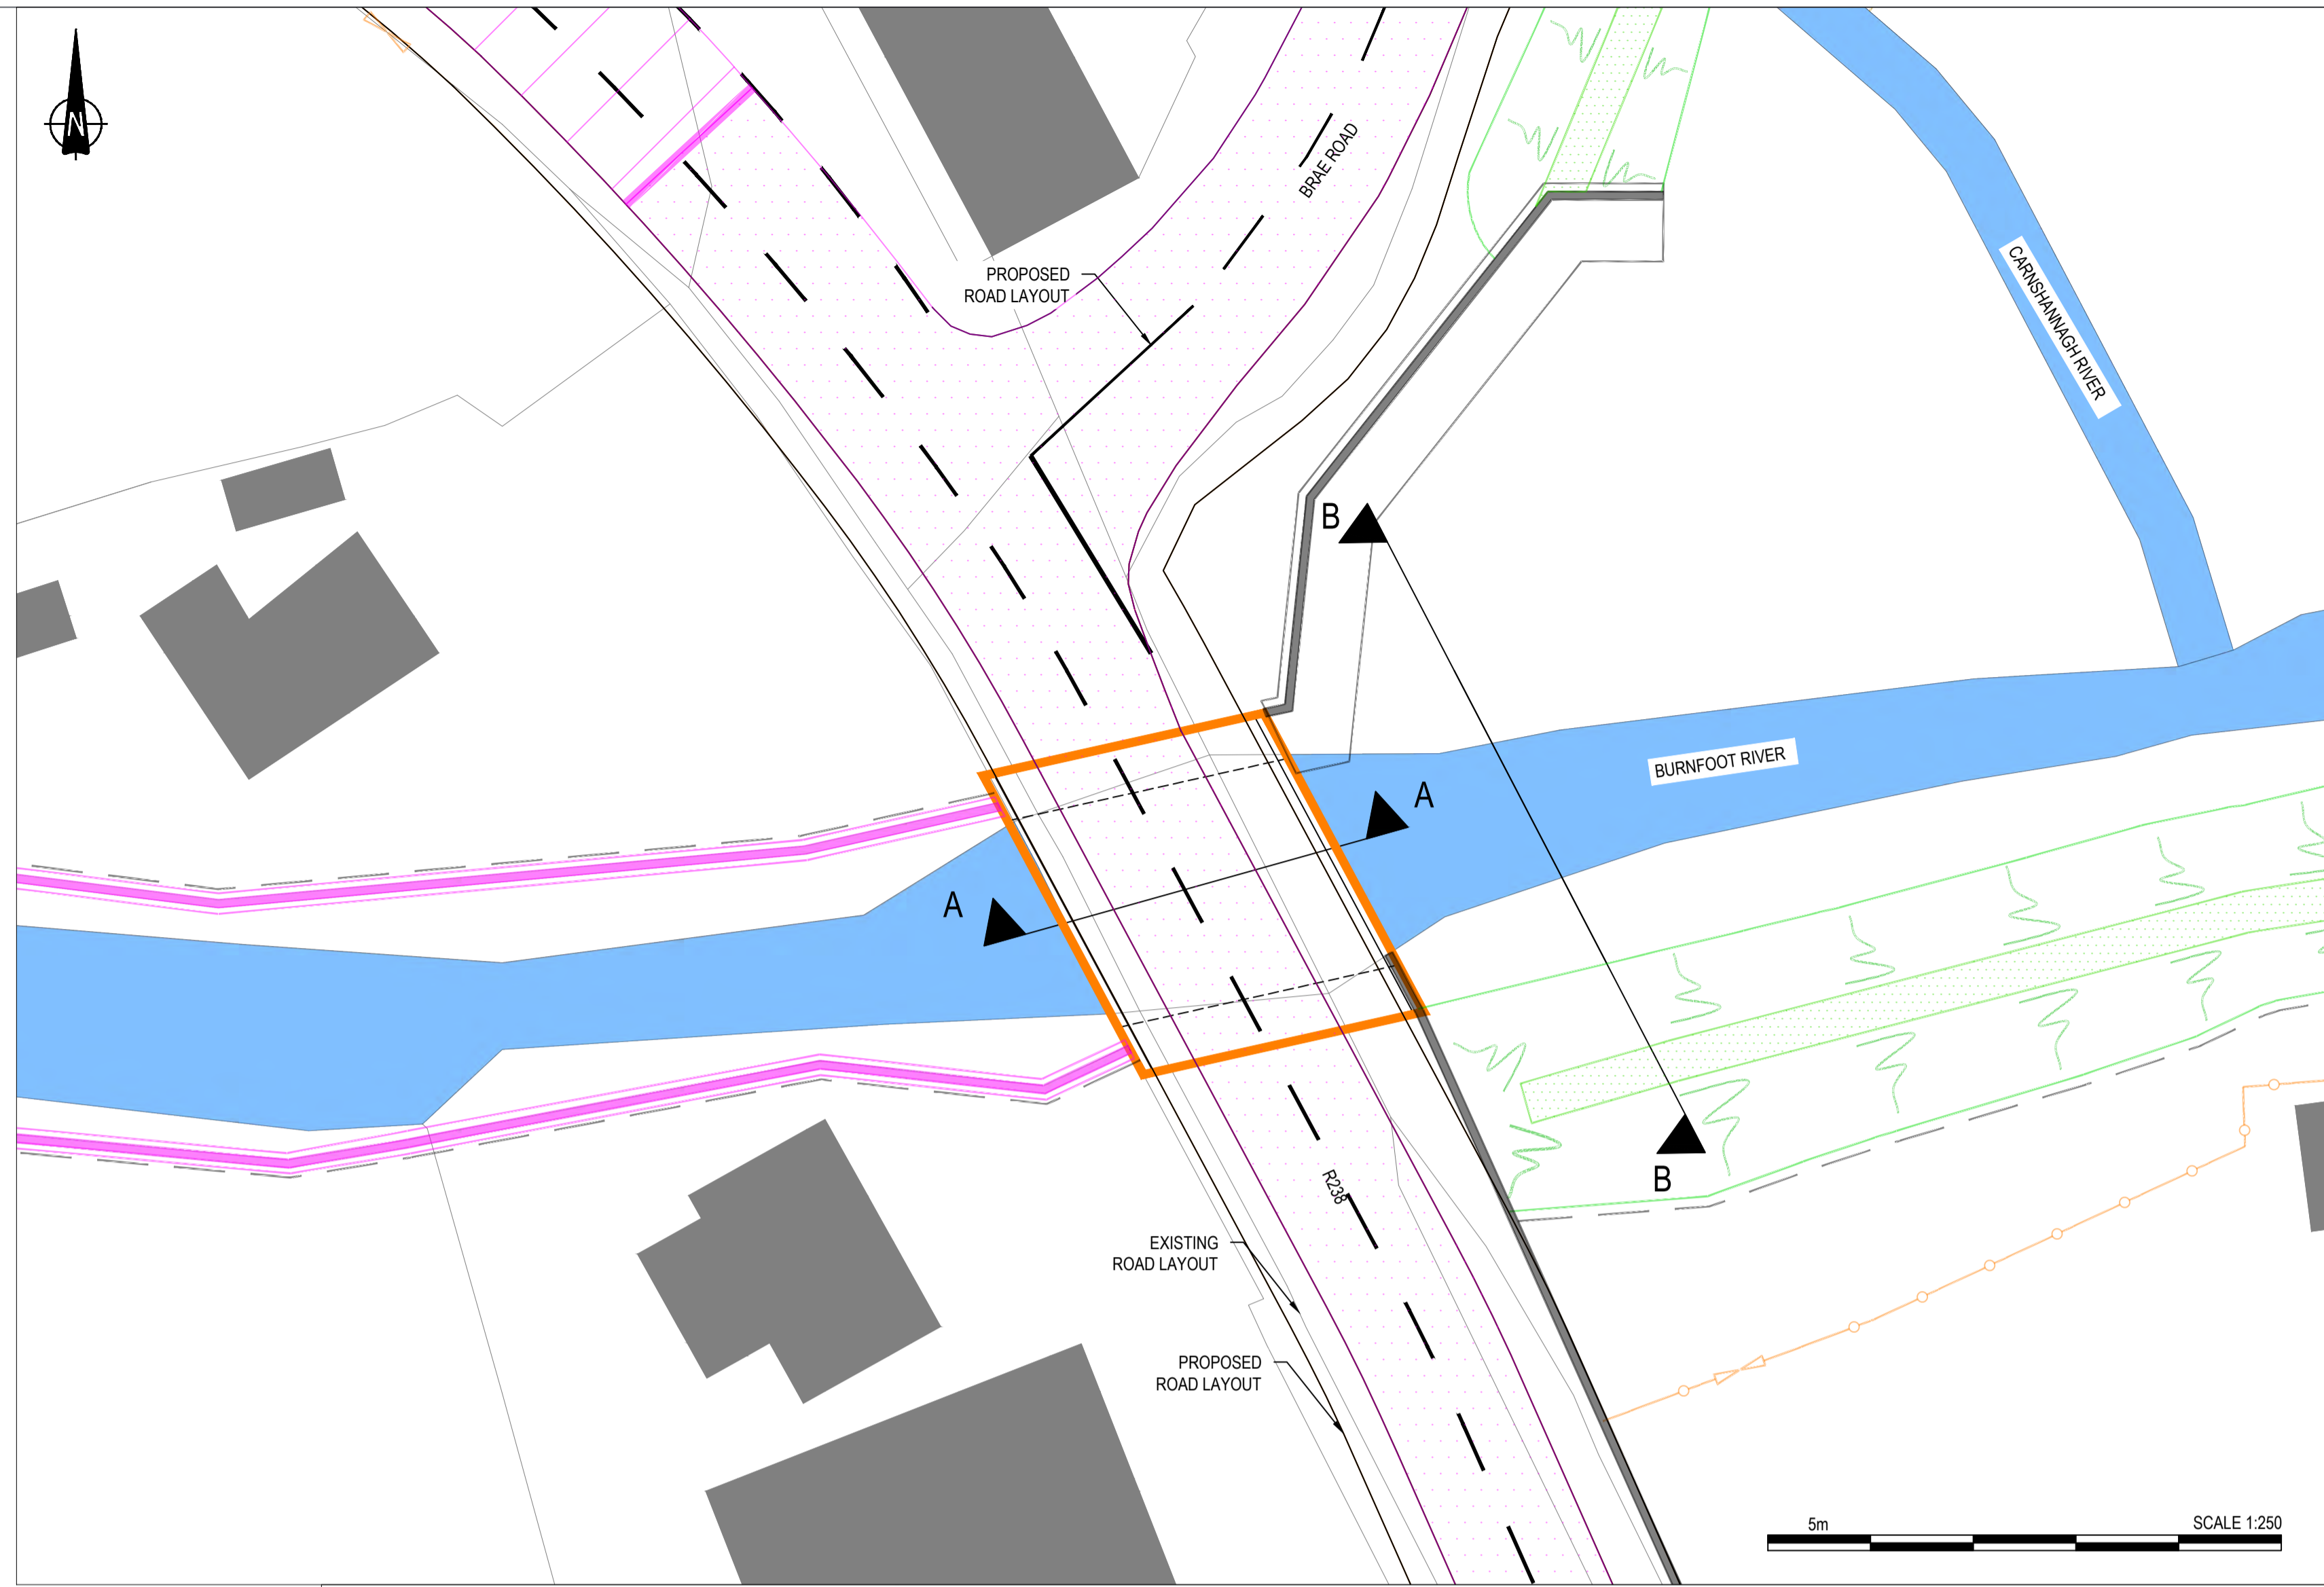 N
BRAE ROAD
PROPOSED
ROAD LAYOUT
CARNSHANNAGH RIVER
B
BURNFOOT RIVER
A
A
B
R238
EXISTING
ROAD LAYOUT
PROPOSED
ROAD LAYOUT
5m
SCALE 1:250